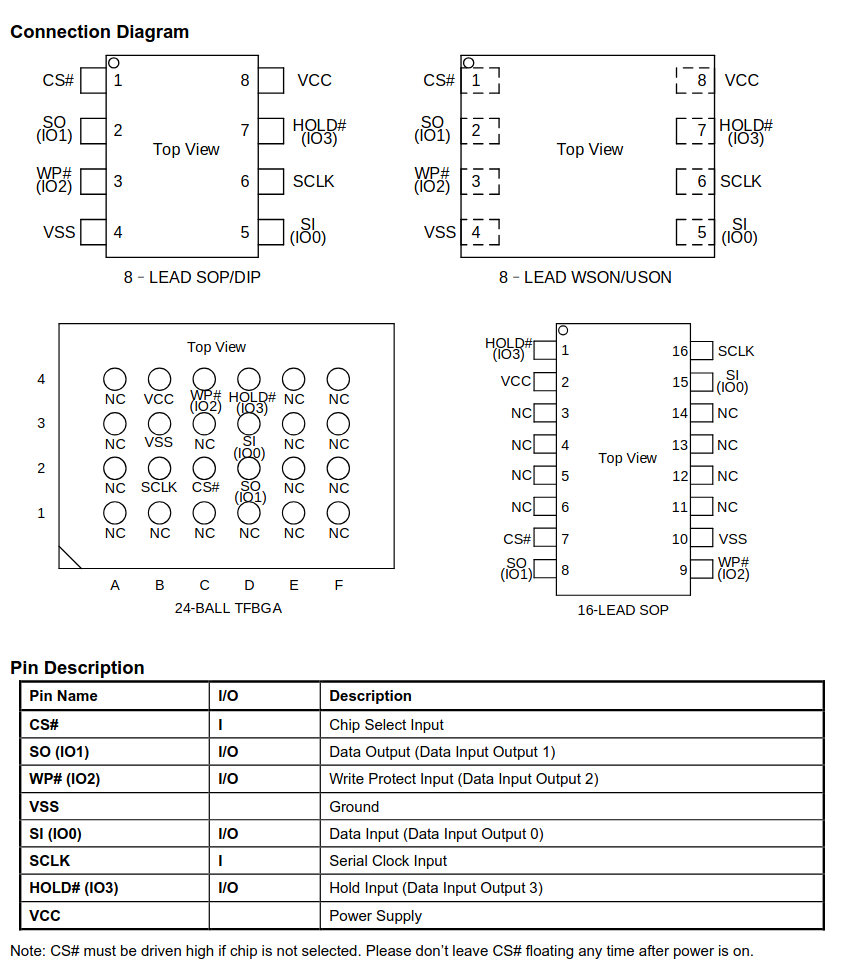 Connection Diagram
CS# 1 8 VCC
SO
(IO1) 2 7 HOLD#
(IO3)
Top View
WP#
(IO2) 3 6 SCLK
VSS 4 5 SI
(IO0)
8 – LEAD SOP/DIP
CS# 1 8 VCC
SO
(IO1) 2 7 HOLD#
(IO3)
Top View
WP#
(IO2) 3 6 SCLK
VSS 4 5 SI
(IO0)
8 – LEAD WSON/USON
Top View
4
NC VCC WP#
(IO2) HOLD#
(IO3) NC NC
3
NC VSS NC SI
(IO0) NC NC
2
NC SCLK CS# SO
(IO1) NC NC
1
NC NC NC NC NC NC
A B C D E F
24-BALL TFBGA
HOLD#
(IO3) 1 16 SCLK
VCC 2 15 SI
(IO0)
NC 3 14 NC
NC 4 13 NC
Top View
NC 5 12 NC
NC 6 11 NC
CS# 7 10 VSS
SO
(IO1) 8 9 WP#
(IO2)
16-LEAD SOP
Pin Description
Pin Name I/O Description
CS# I Chip Select Input
SO (IO1) I/O Data Output (Data Input Output 1)
WP# (IO2) I/O Write Protect Input (Data Input Output 2)
VSS Ground
SI (IO0) I/O Data Input (Data Input Output 0)
SCLK I Serial Clock Input
HOLD# (IO3) I/O Hold Input (Data Input Output 3)
VCC Power Supply
Note: CS# must be driven high if chip is not selected. Please don’t leave CS# floating any time after power is on.